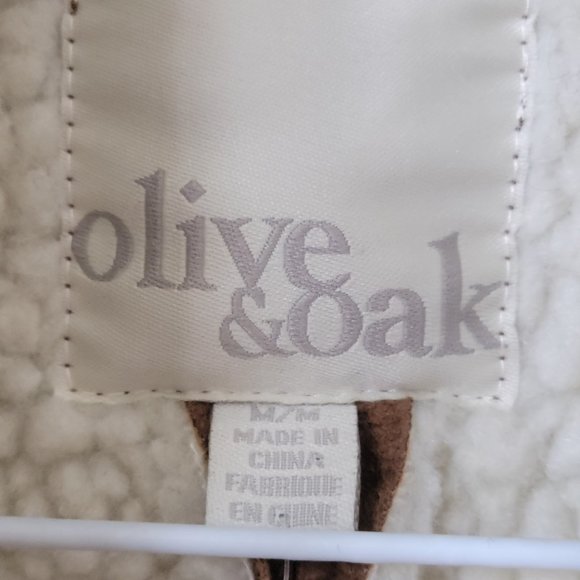 olive
&oak
M/M
MADE IN
CHINA
FABRIQUE
EN CHINE